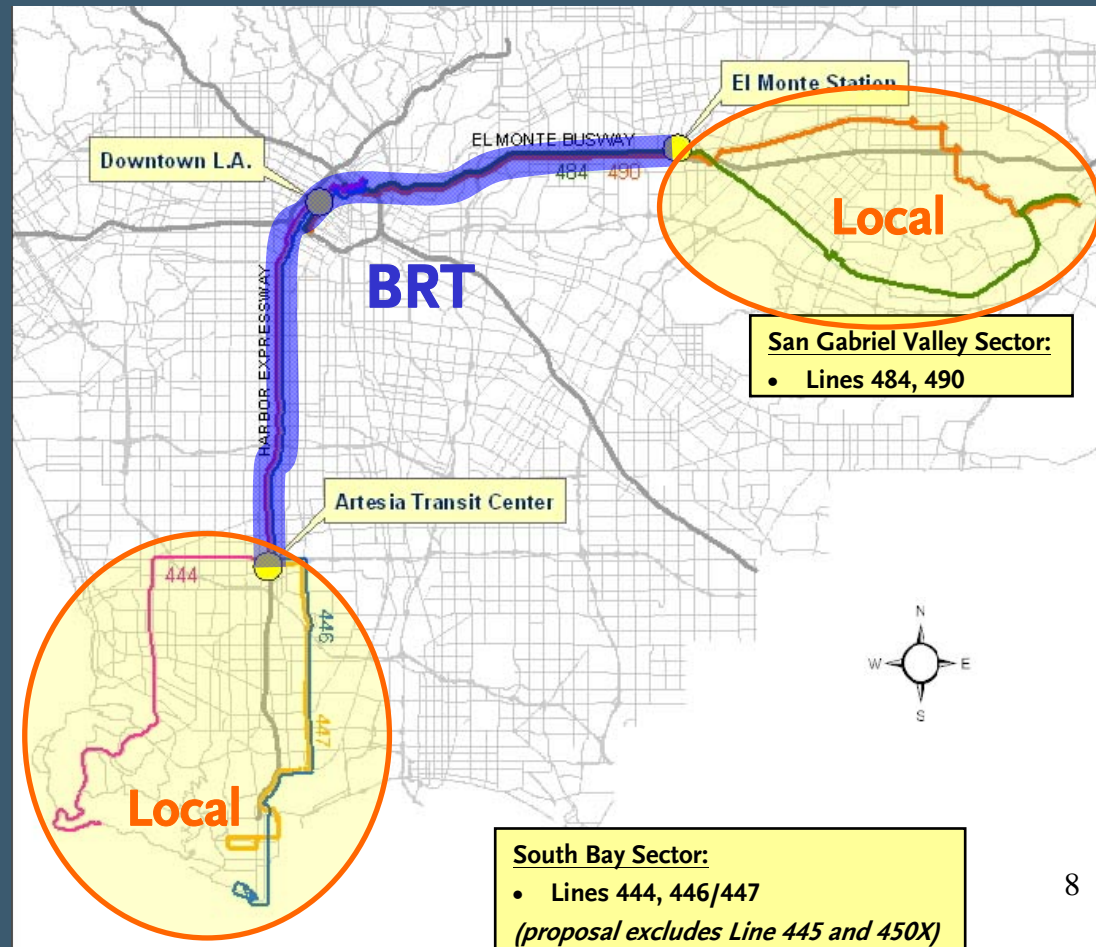 El Monte Station
EL MONTE BUSWAY
Downtown L.A.
484 490
Local
BRT
HARBOR EXPRESSWAY
San Gabriel Valley Sector:
• Lines 484, 490
Artesia Transit Center
444
446
447
N
W E
S
Local
South Bay Sector:
• Lines 444, 446/447
(proposal excludes Line 445 and 450X)
8